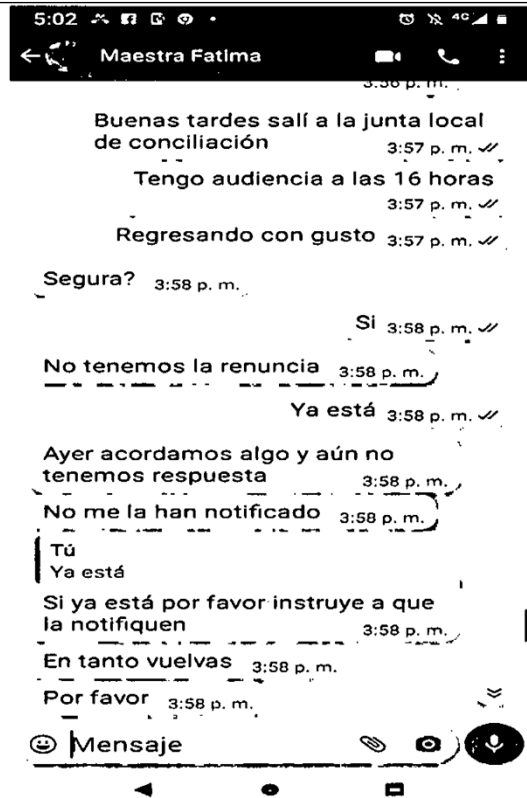 5:02 4G
Maestra Fatima
3:56 p. m.
Buenas tardes salí a la junta local
de conciliación 3:57 p. m.
Tengo audiencia a las 16 horas
3:57 p. m.
Regresando con gusto 3:57 p. m.
Segura? 3:58 p. m.
Si 3:58 p. m.
No tenemos la renuncia 3:58 p. m.
Ya está 3:58 p. m.
Ayer acordamos algo y aún no
tenemos respuesta 3:58 p. m.
No me la han notificado 3:58 p. m.
Tú
Ya está
Si ya está por favor instruye a que
la notifiquen 3:58 p. m.
En tanto vuelvas 3:58 p. m.
Por favor 3:58 p. m.
Mensaje